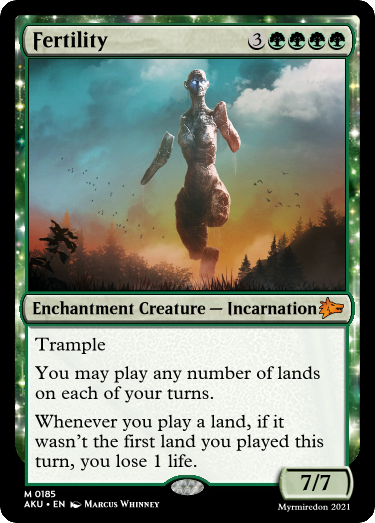 Fertility 3
Enchantment Creature — Incarnation
Trample
You may play any number of lands
on each of your turns.
Whenever you play a land, if it
wasn't the first land you played this
turn, you lose 1 life.
7/7
M 0185
AKU • EN Marcus Whinney
Myrmiredon 2021